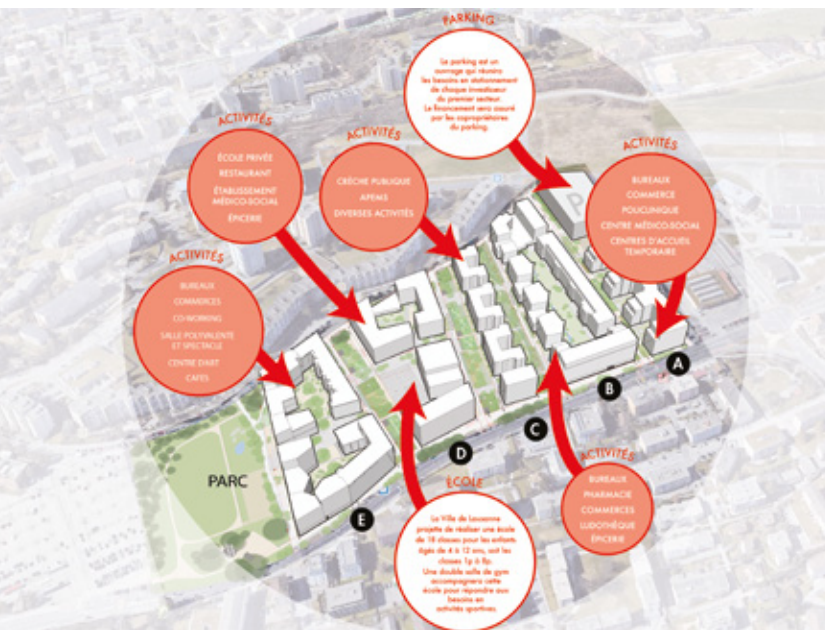 PARKING
Le parking est un
ouvrage qui réunira
les besoins en stationnement
de chaque investisseur
du premier secteur.
Le financement sera assuré
par les copropriétaires
du parking.
ACTIVITÉS
ÉCOLE PRIVÉE
RESTAURANT
ÉTABLISSEMENT
MÉDICO-SOCIAL
ÉPICERIE
ACTIVITÉS
CRÈCHE PUBLIQUE
APEMS
DIVERSES ACTIVITÉS
ACTIVITÉS
BUREAUX
COMMERCE
POLICLINIQUE
CENTRE MÉDICO-SOCIAL
CENTRES D'ACCUEIL
TEMPORAIRE
P
ACTIVITÉS
BUREAUX
COMMERCES
CO-WORKING
SALLE POLYVALENTE
ET SPECTACLE
CENTRE D'ART
CAFES
A
B
C
D
E
PARC
ÉCOLE
La Ville de Lausanne
projette de réaliser une école
de 18 classes pour les enfants
âgés de 4 à 12 ans, soit les
classes 1p à 8p.
Une double salle de gym
accompagnera cette
école pour répondre aux
besoins en
activités sportives.
ACTIVITÉS
BUREAUX
PHARMACIE
COMMERCES
LUDOTHÈQUE
ÉPICERIE